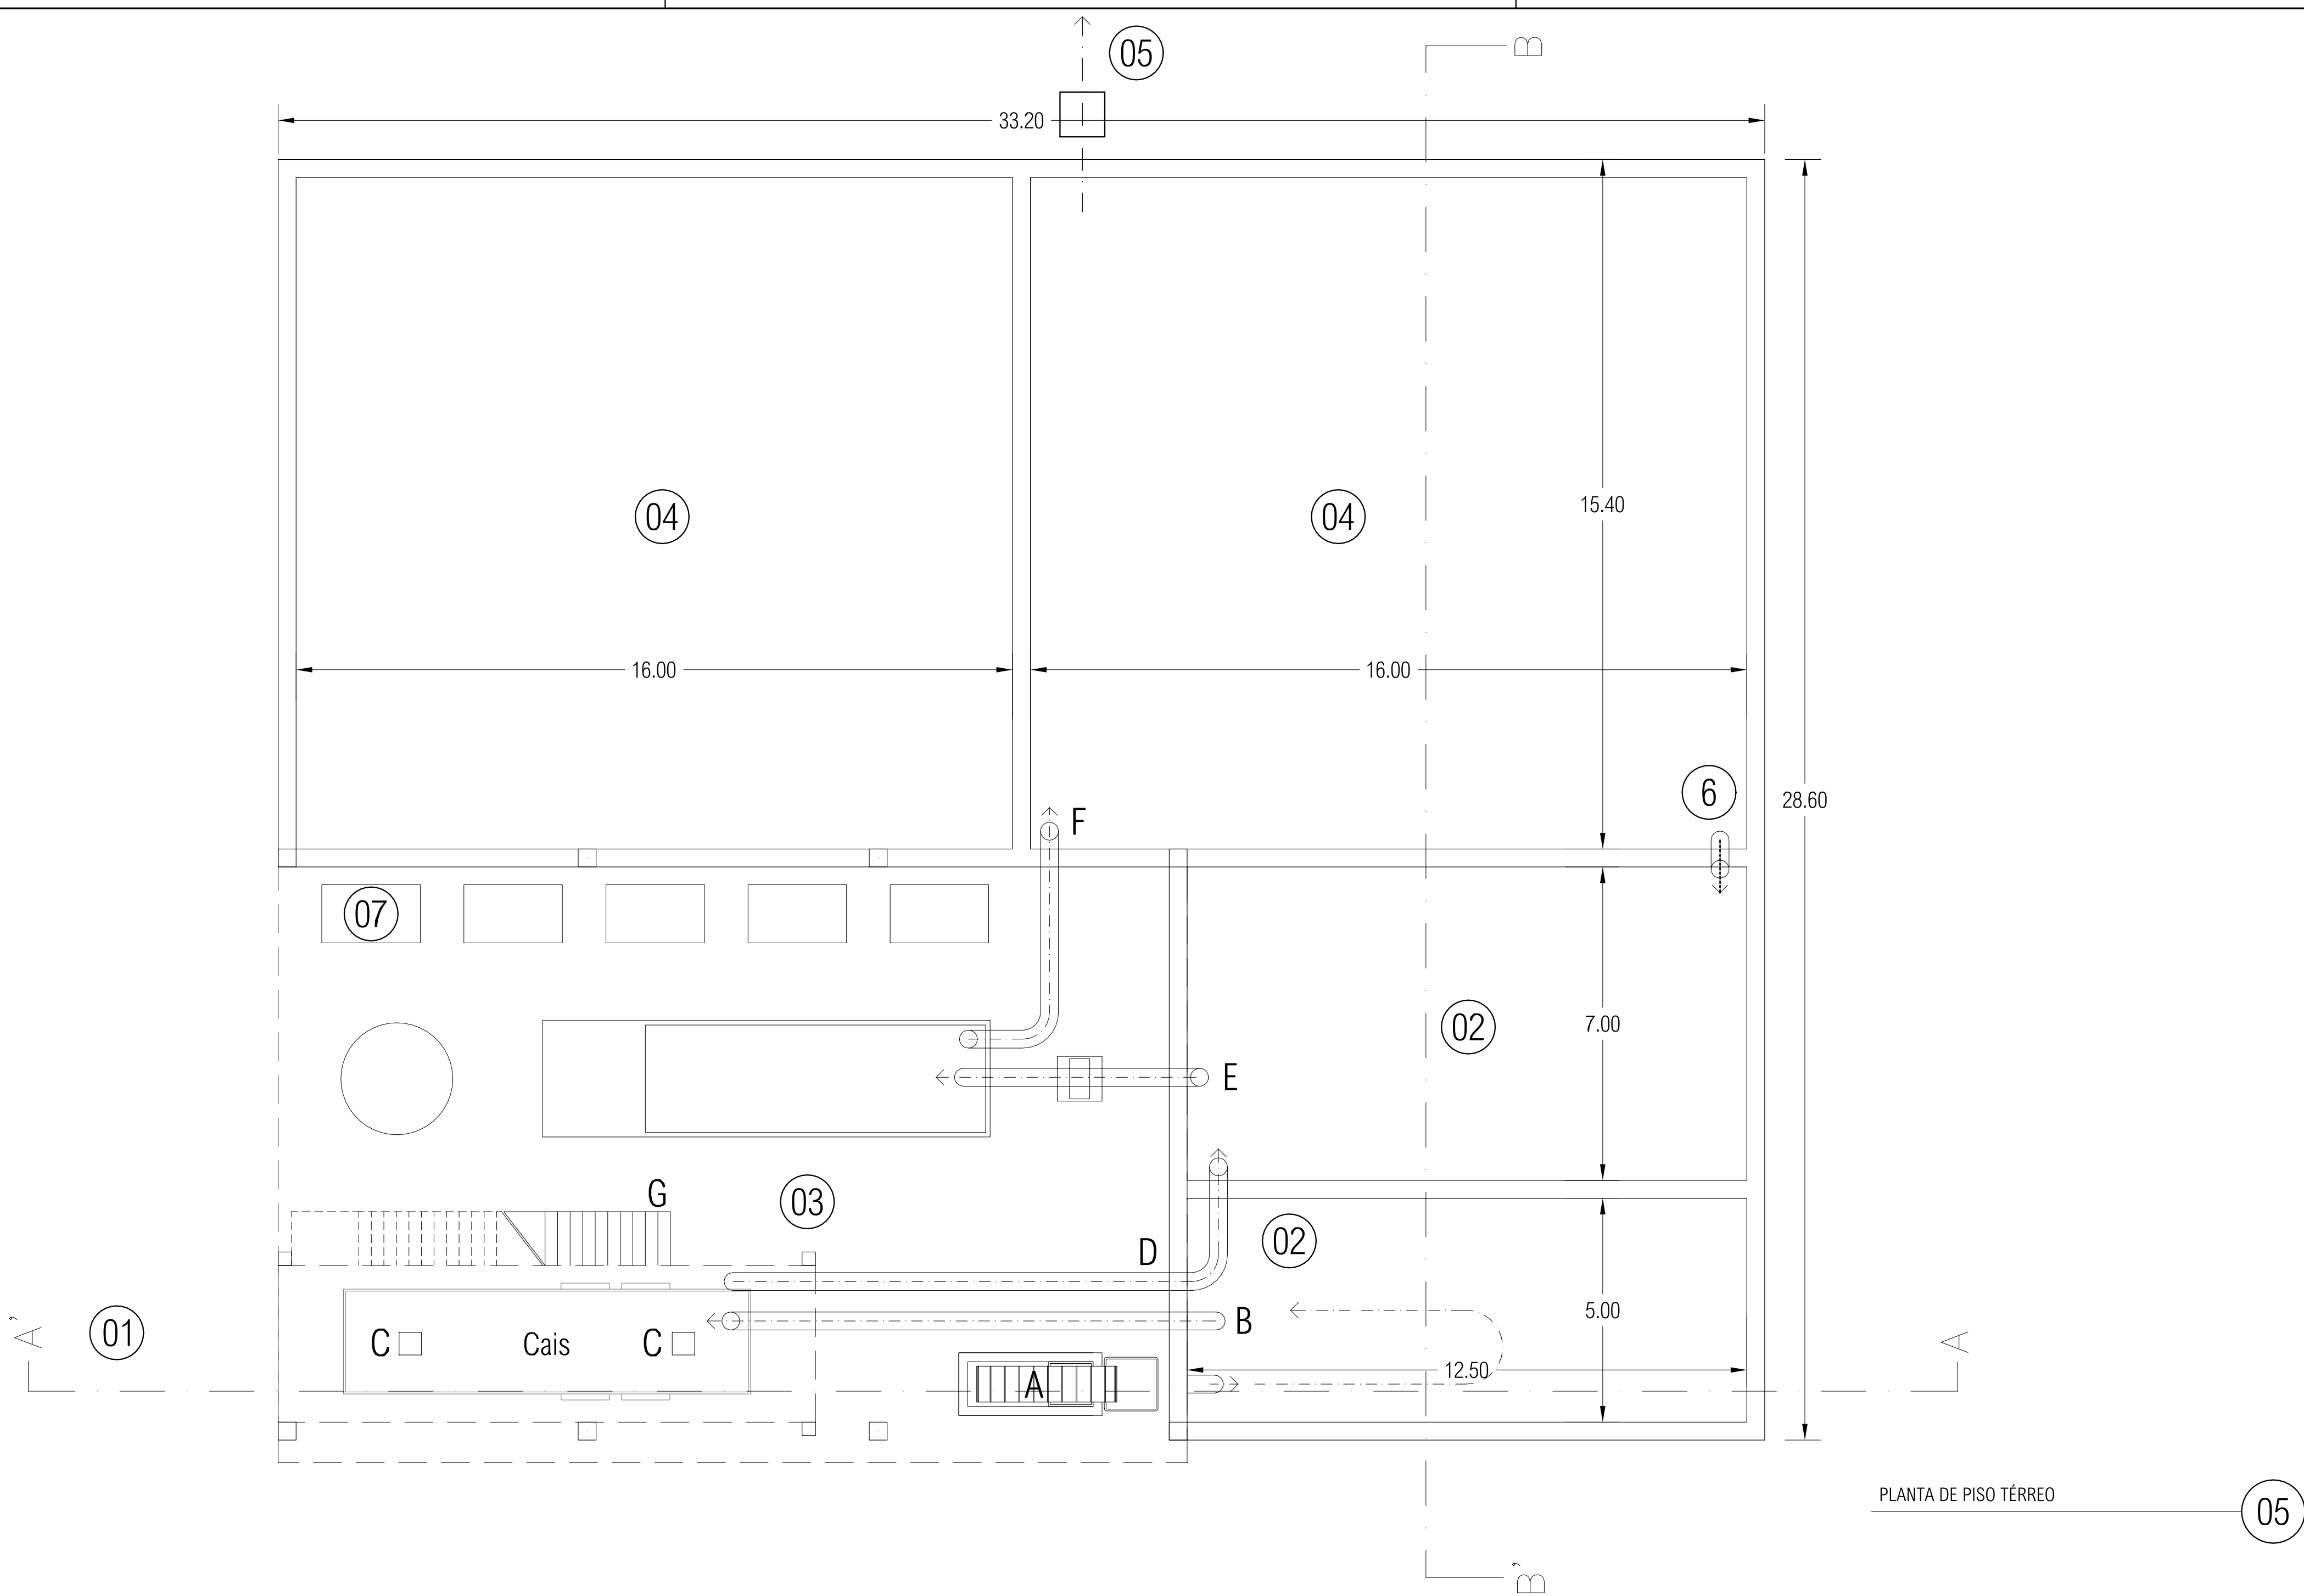 05
B
33.20
04
04
15.40
16.00
16.00
6
28.60
F
07
02
7.00
E
G
03
D
02
A'
01
C
Cais
C
B
5.00
A
12.50
A
PLANTA DE PISO TÉRREO
05
B'